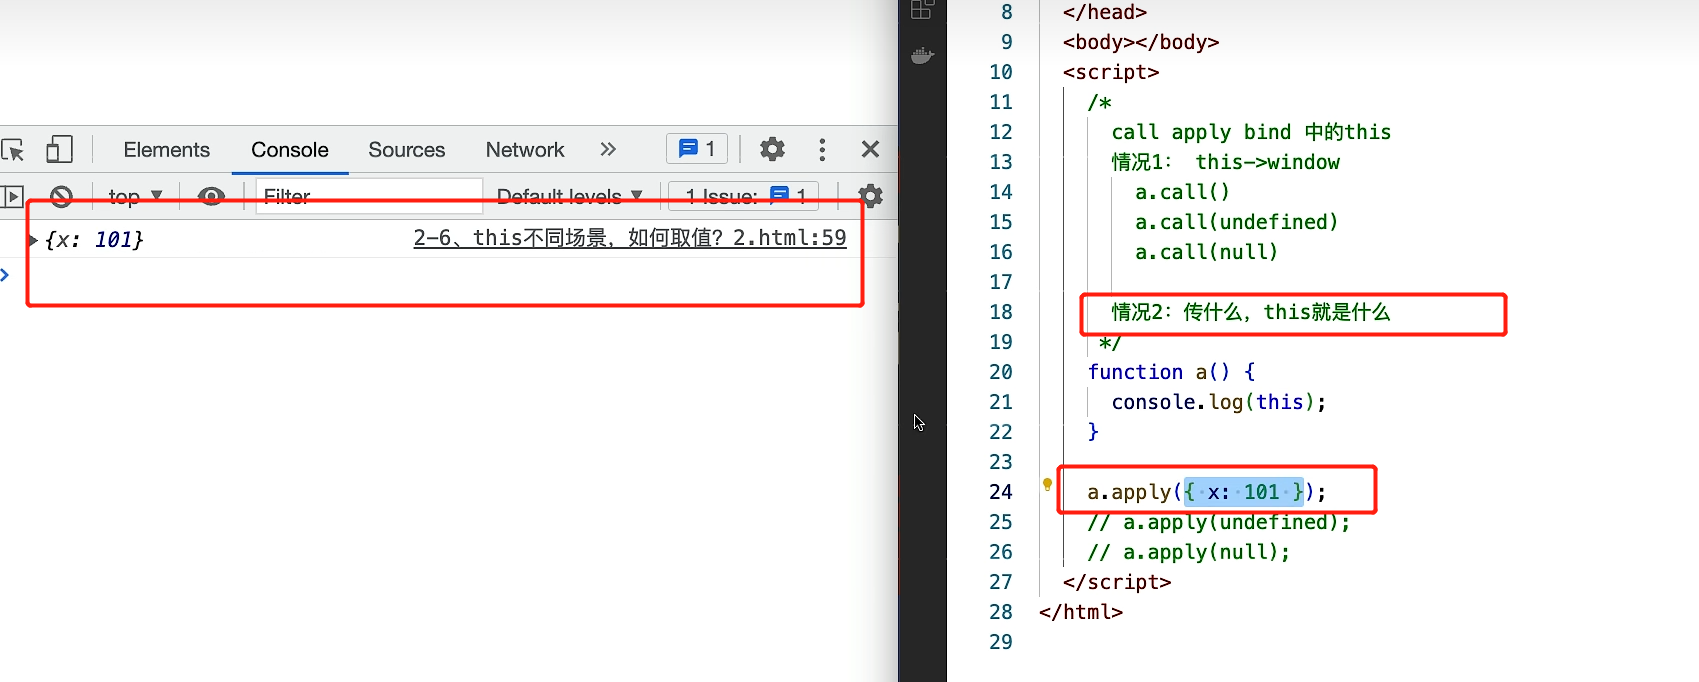 Elements Console Sources Network 1
top Filter Default levels 1 Issue: 1
{x: 101} 2-6、this不同场景，如何取值？2.html:59
8 </head>
9 <body></body>
10 <script>
11 /*
12 call apply bind 中的this
13 情况1： this->window
14 a.call()
15 a.call(undefined)
16 a.call(null)
17
18 情况2：传什么，this就是什么
19 */
20 function a() {
21 console.log(this);
22 }
23
24 a.apply({ x: 101 });
25 // a.apply(undefined);
26 // a.apply(null);
27 </script>
28 </html>
29